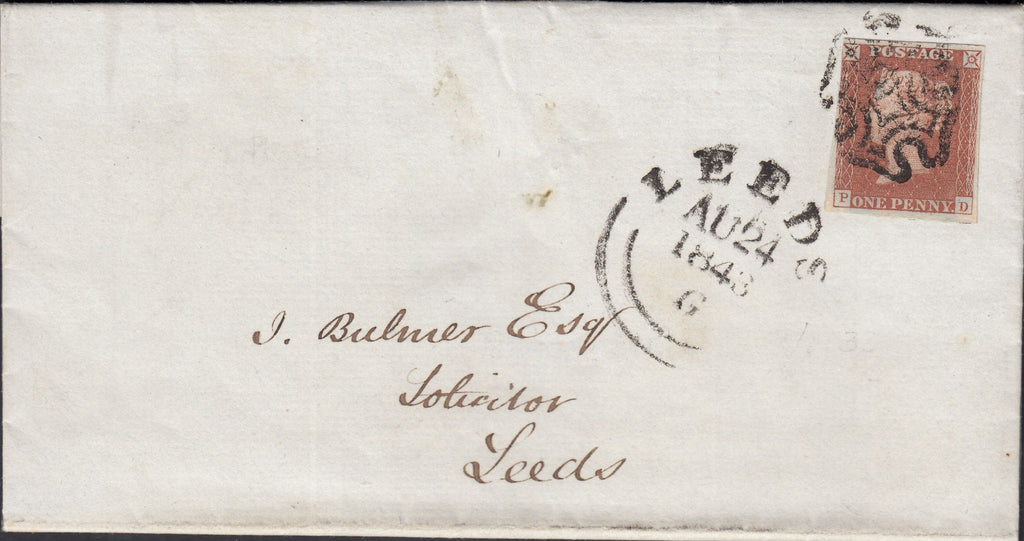 POSTAGE
P ONE PENNY D
LEEDS
AU 24
1843
G
J. Bulmer Esq
Solicitor
Leeds